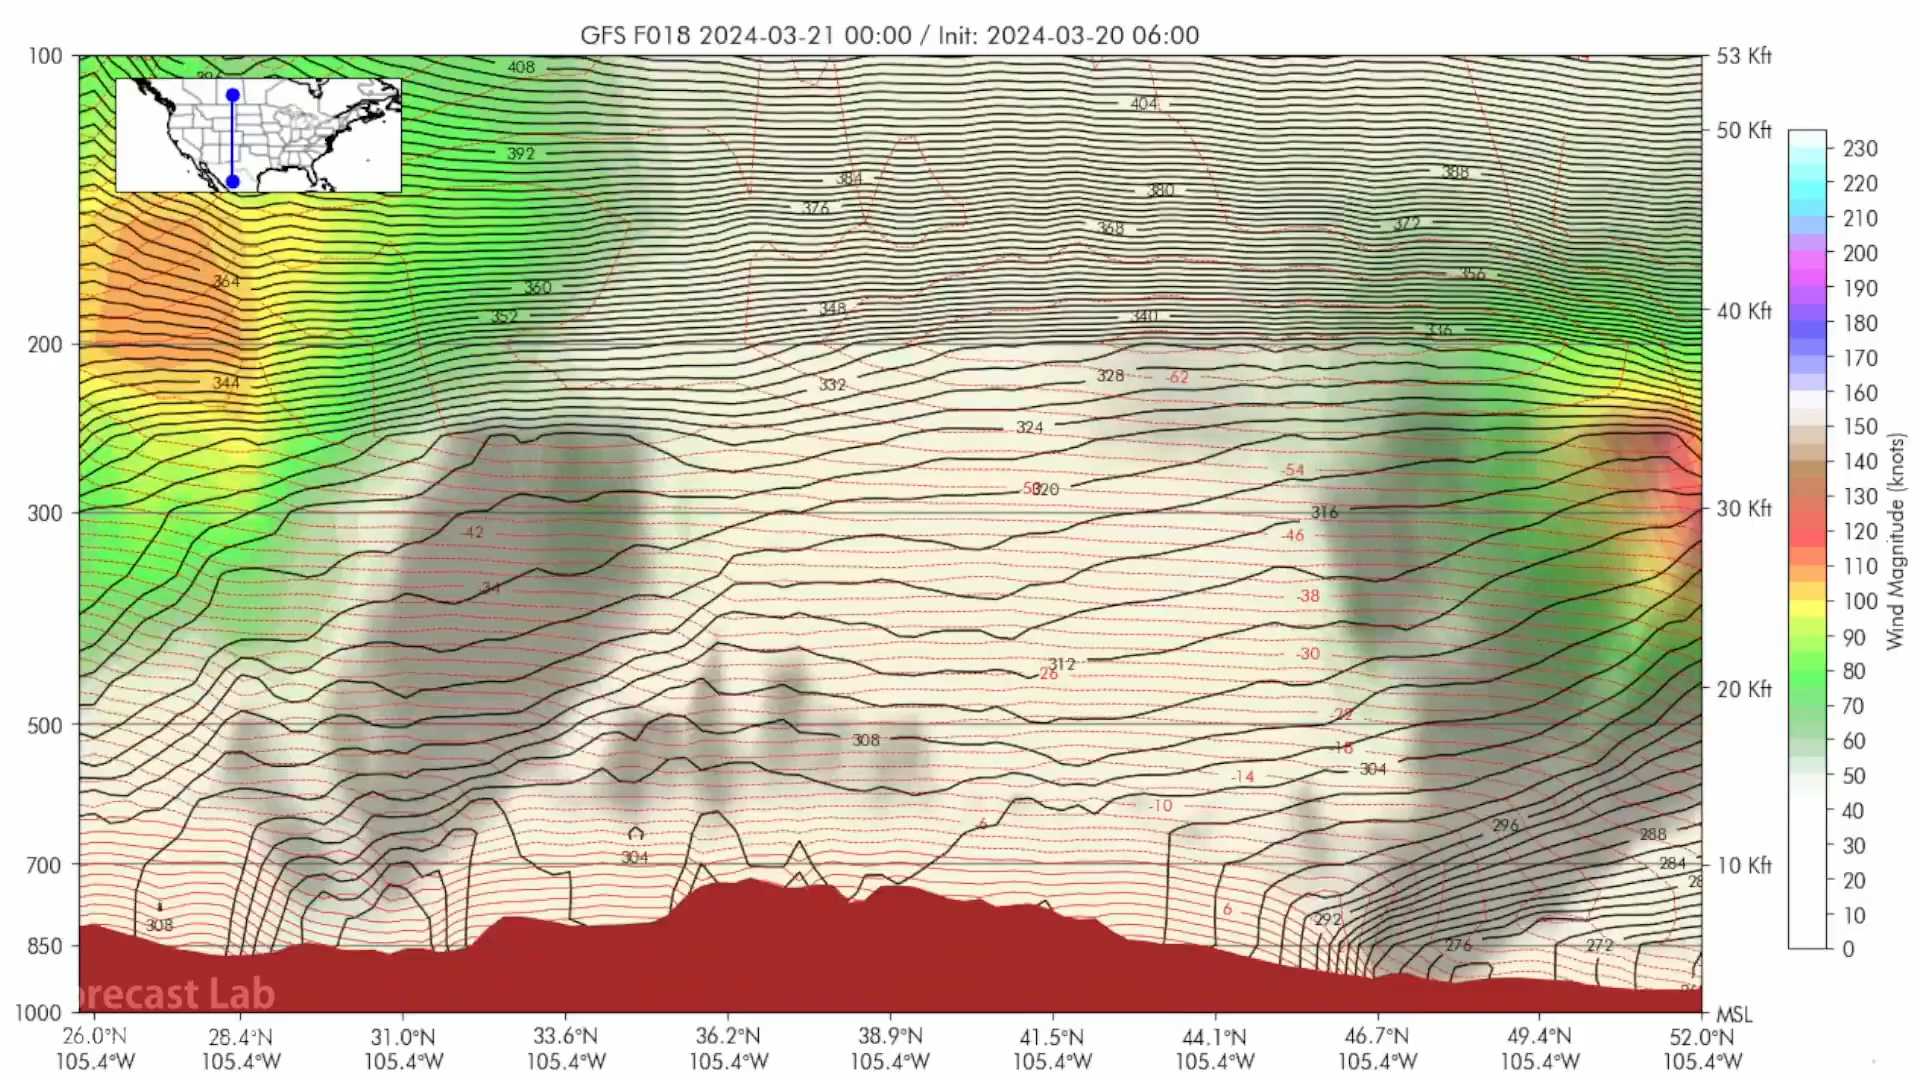 GFS F018 2024-03-21 00:00 / Init: 2024-03-20 06:00
100 408 53 Kft
404
392 50 Kft
384 380 388
376 368 372
364 360 356
352 348 340 336 40 Kft
200
344 332 328 -62
324
-54
320
300 316 30 Kft
-42 -46
-34 -38
312 -30
26
-22 20 Kft
500 308 -18
304
-14
-10
6 296 288
700 304 284 10 Kft
28
308 6 292
850 276 272
orecast Lab
1000 MSL
26.0°N 28.4°N 31.0°N 33.6°N 36.2°N 38.9°N 41.5°N 44.1°N 46.7°N 49.4°N 52.0°N
105.4°W 105.4°W 105.4°W 105.4°W 105.4°W 105.4°W 105.4°W 105.4°W 105.4°W 105.4°W 105.4°W
230
220
210
200
190
180
170
160
150
140
130
120
110
100
90
80
70
60
50
40
30
20
10
0
Wind Magnitude (knots)